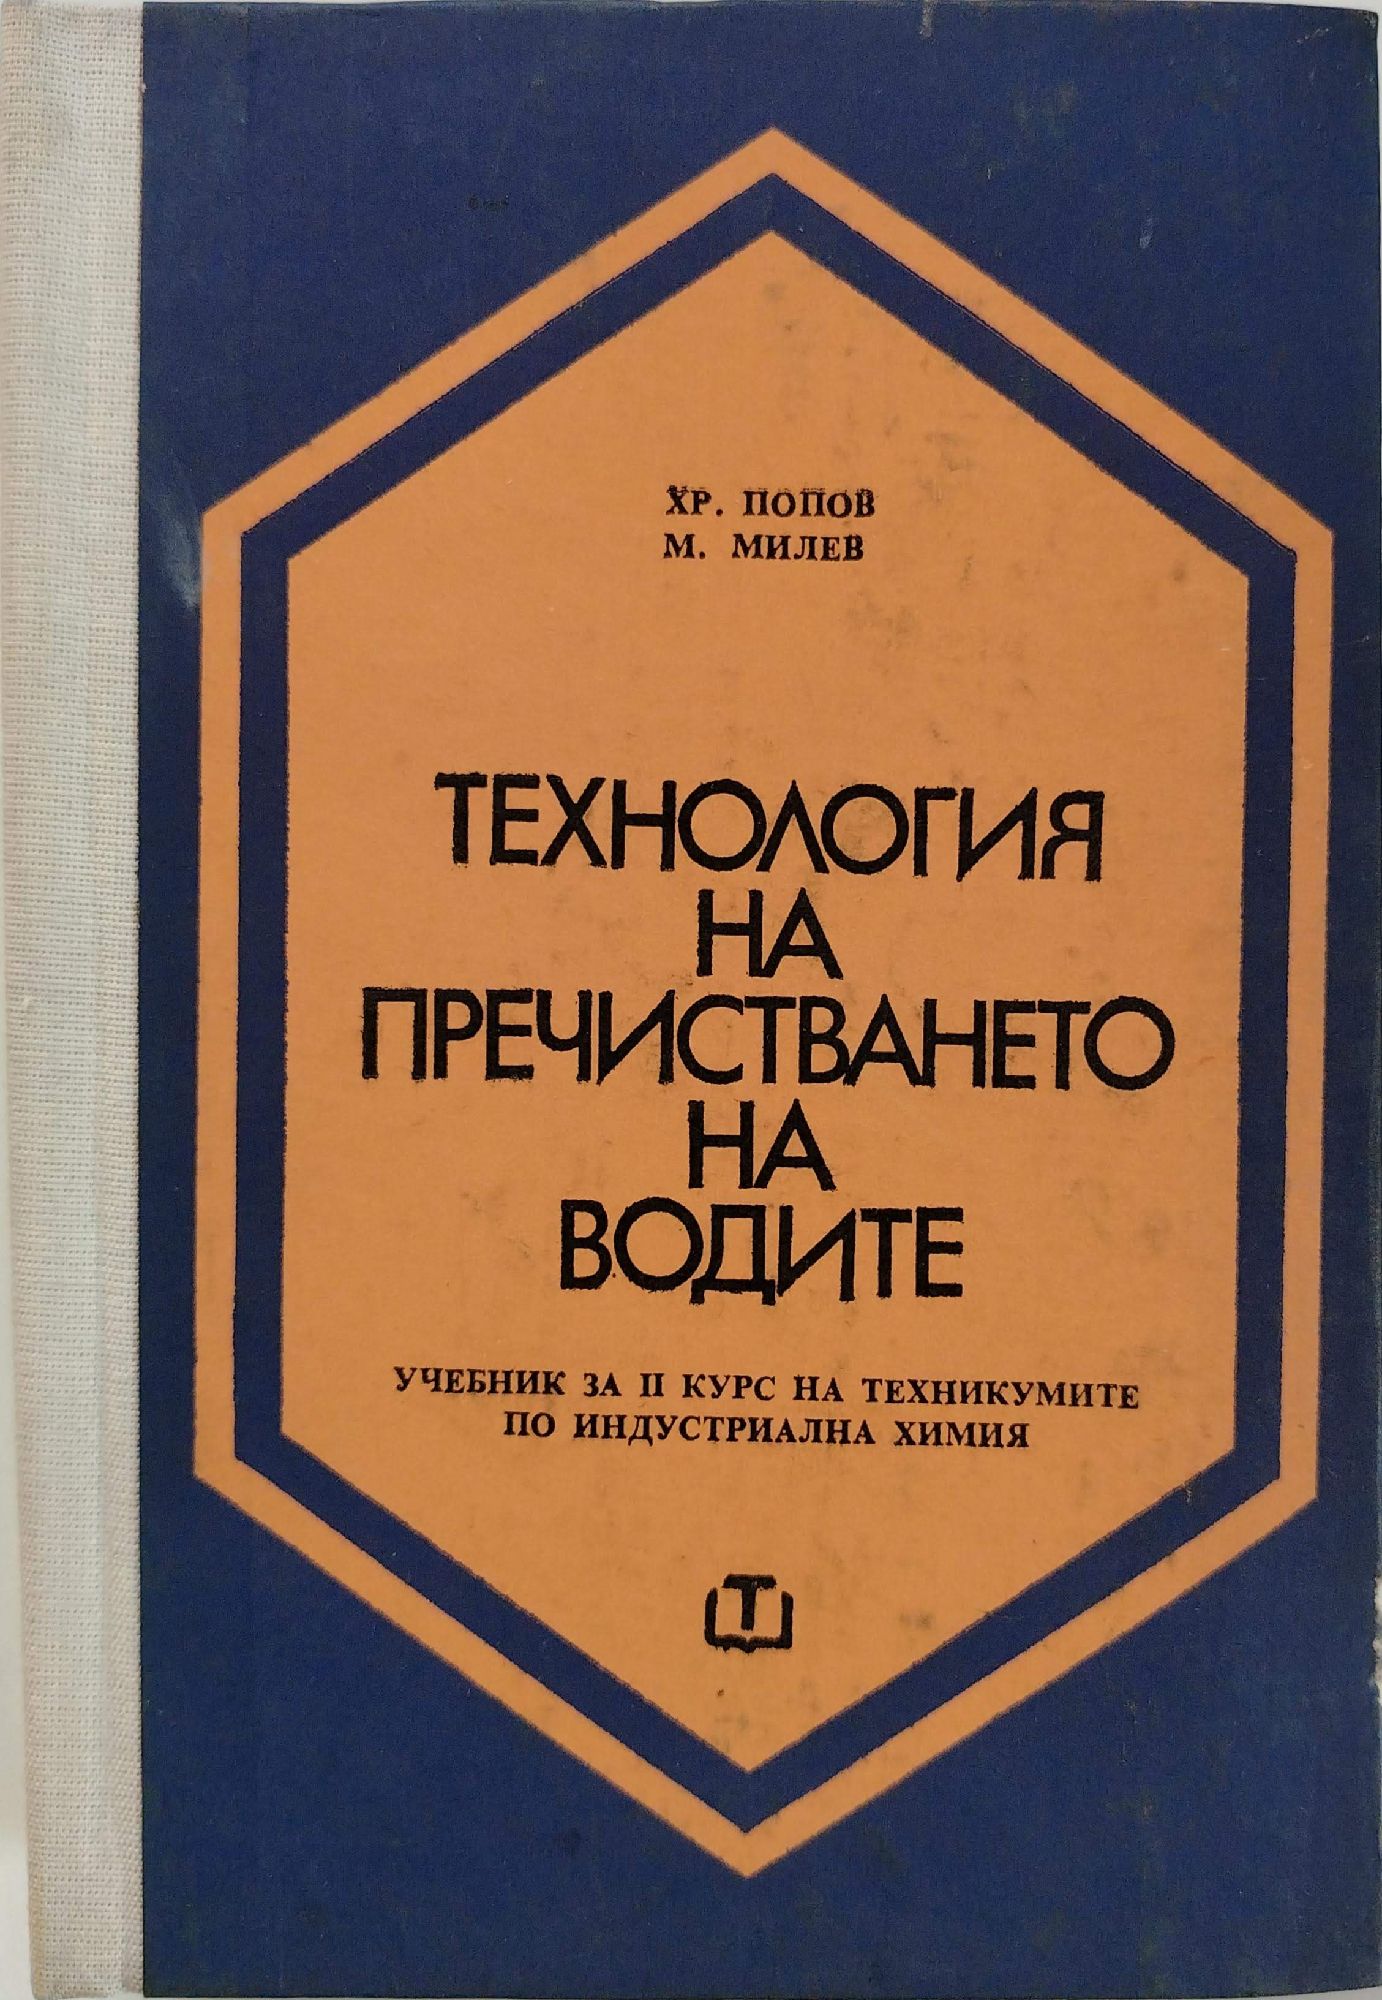 ХР. ПОПОВ
М. МИЛЕВ
ТЕХНОЛОГИЯ
НА
ПРЕЧИСТВАНЕТО
НА
ВОДИТЕ
УЧЕБНИК ЗА II КУРС НА ТЕХНИКУМИТЕ
ПО ИНДУСТРИАЛНА ХИМИЯ
Т